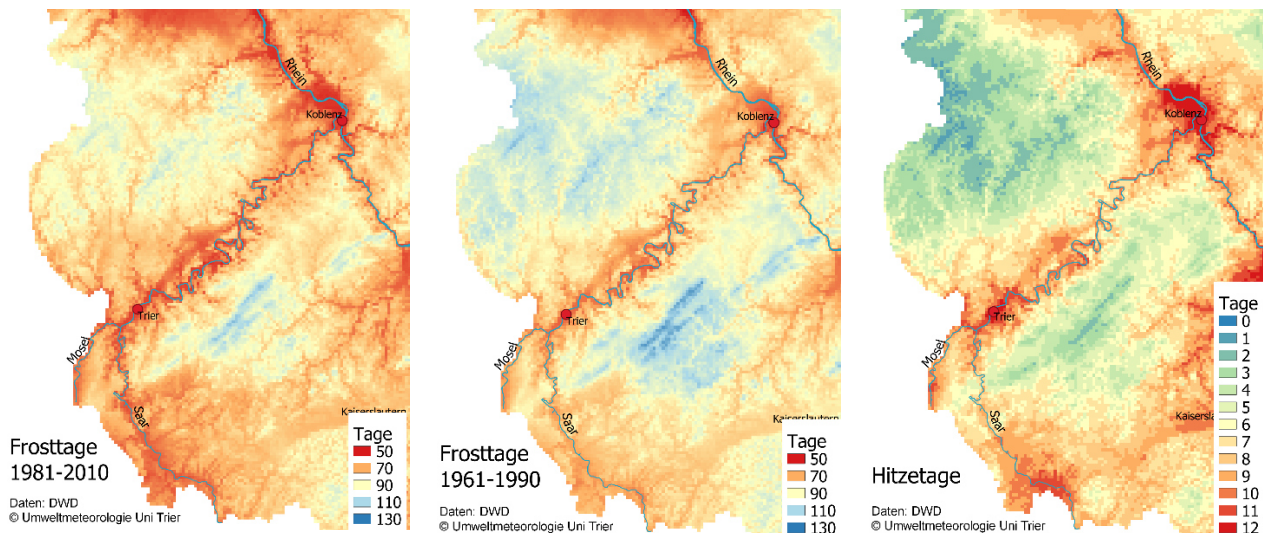 Rhein
Koblenz
Trier
Mosel
Saar
Kaiserslautern
Frosttage
1981-2010
Daten: DWD
© Umweltmeteorologie Uni Trier
Tage
50
70
90
110
130
Rhein
Koblenz
Trier
Mosel
Saar
Kaiserslautern
Frosttage
1961-1990
Daten: DWD
© Umweltmeteorologie Uni Trier
Tage
50
70
90
110
130
Rhein
Koblenz
Trier
Mosel
Saar
Kaisersla
Hitzetage
Daten: DWD
© Umweltmeteorologie Uni Trier
Tage
0
1
2
3
4
5
6
7
8
9
10
11
12